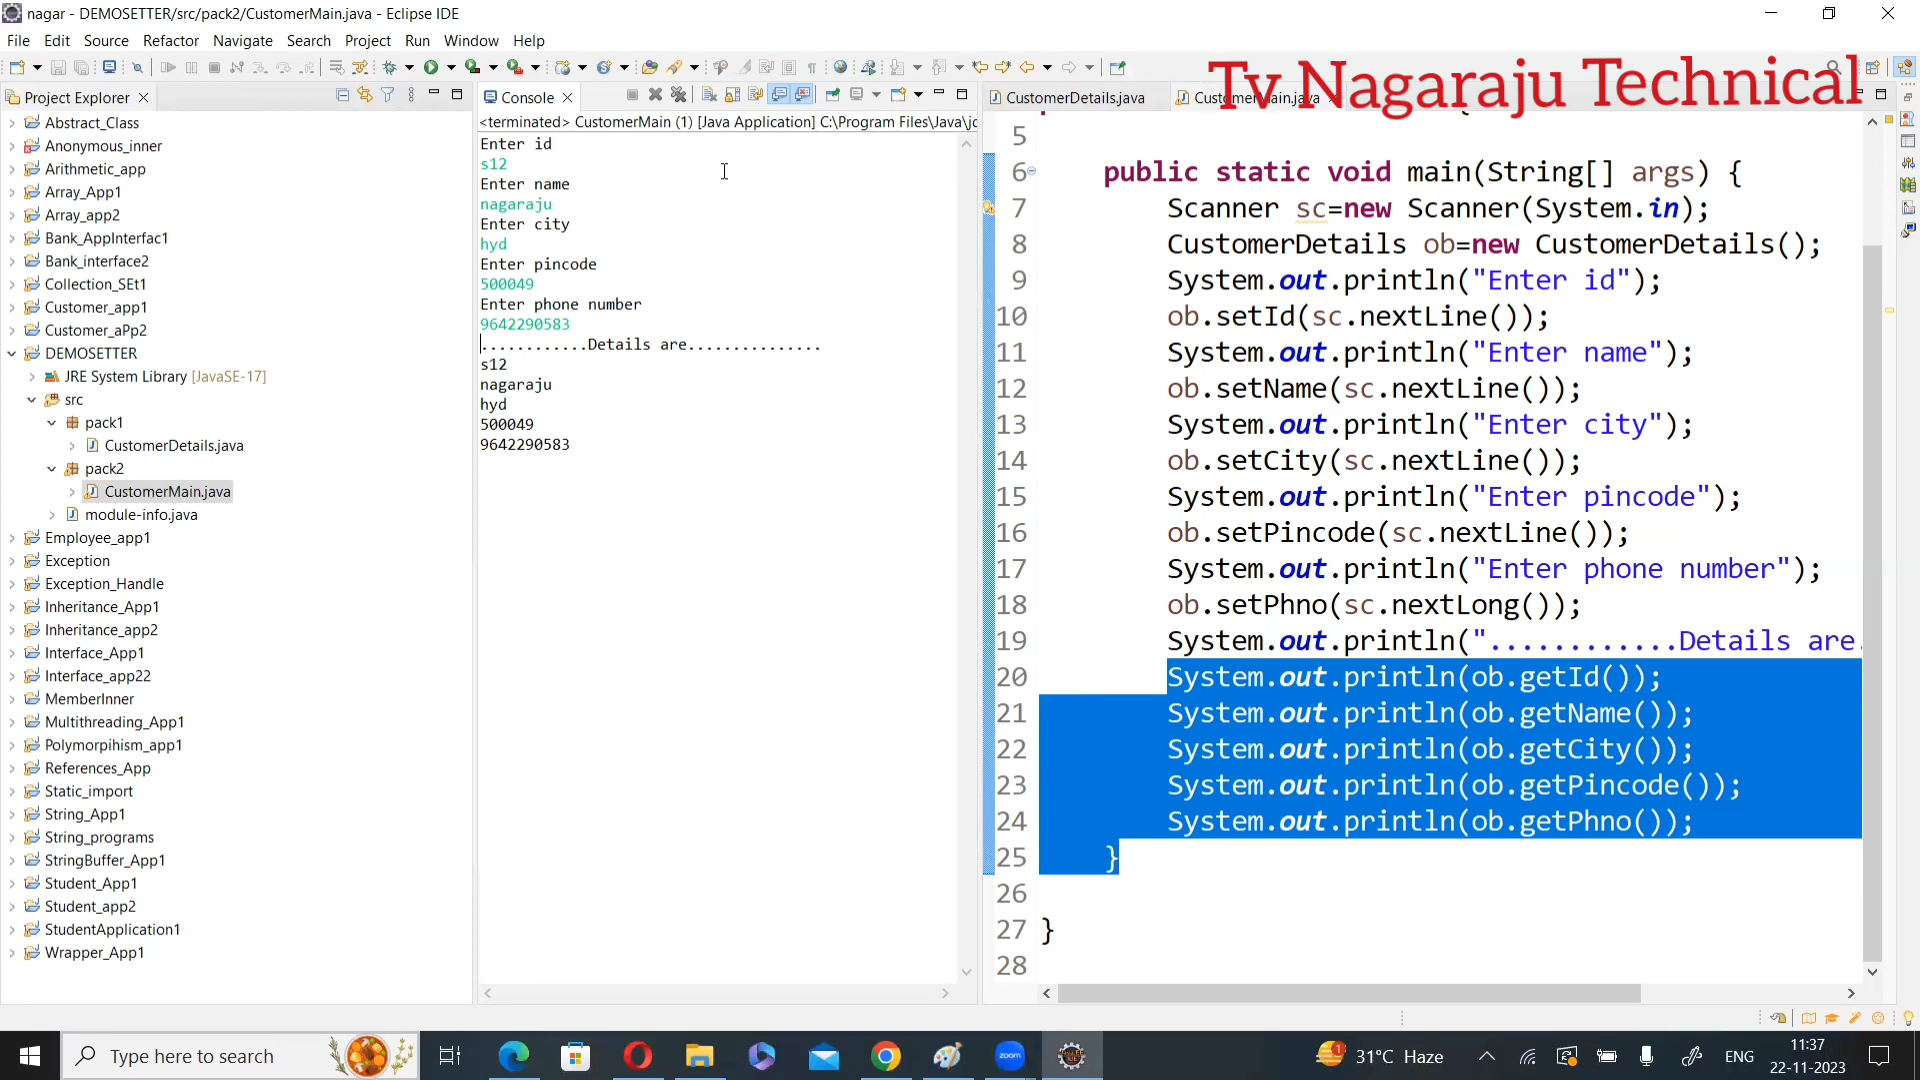 nagar - DEMOSETTER/src/pack2/CustomerMain.java - Eclipse IDE
File Edit Source Refactor Navigate Search Project Run Window Help
Tv Nagaraju Technical
Project Explorer
Abstract_Class
Anonymous_inner
Arithmetic_app
Array_App1
Array_app2
Bank_AppInterfac1
Bank_interface2
Collection_SEt1
Customer_app1
Customer_aPp2
DEMOSETTER
JRE System Library [JavaSE-17]
src
pack1
CustomerDetails.java
pack2
CustomerMain.java
module-info.java
Employee_app1
Exception
Exception_Handle
Inheritance_App1
Inheritance_app2
Interface_App1
Interface_app22
MemberInner
Multithreading_App1
Polymorpihism_app1
References_App
Static_import
String_App1
String_programs
StringBuffer_App1
Student_App1
Student_app2
StudentApplication1
Wrapper_App1
Console
<terminated> CustomerMain (1) [Java Application] C:\Program Files\Java\jd
Enter id
s12
Enter name
nagaraju
Enter city
hyd
Enter pincode
500049
Enter phone number
9642290583
............Details are...............
s12
nagaraju
hyd
500049
9642290583
CustomerDetails.java CustomerMain.java
5
6 public static void main(String[] args) {
7 Scanner sc=new Scanner(System.in);
8 CustomerDetails ob=new CustomerDetails();
9 System.out.println("Enter id");
10 ob.setId(sc.nextLine());
11 System.out.println("Enter name");
12 ob.setName(sc.nextLine());
13 System.out.println("Enter city");
14 ob.setCity(sc.nextLine());
15 System.out.println("Enter pincode");
16 ob.setPincode(sc.nextLine());
17 System.out.println("Enter phone number");
18 ob.setPhno(sc.nextLong());
19 System.out.println("............Details are.
20 System.out.println(ob.getId());
21 System.out.println(ob.getName());
22 System.out.println(ob.getCity());
23 System.out.println(ob.getPincode());
24 System.out.println(ob.getPhno());
25 }
26
27 }
28
Type here to search
zoom
1
31°C Haze
ENG
11:37
22-11-2023